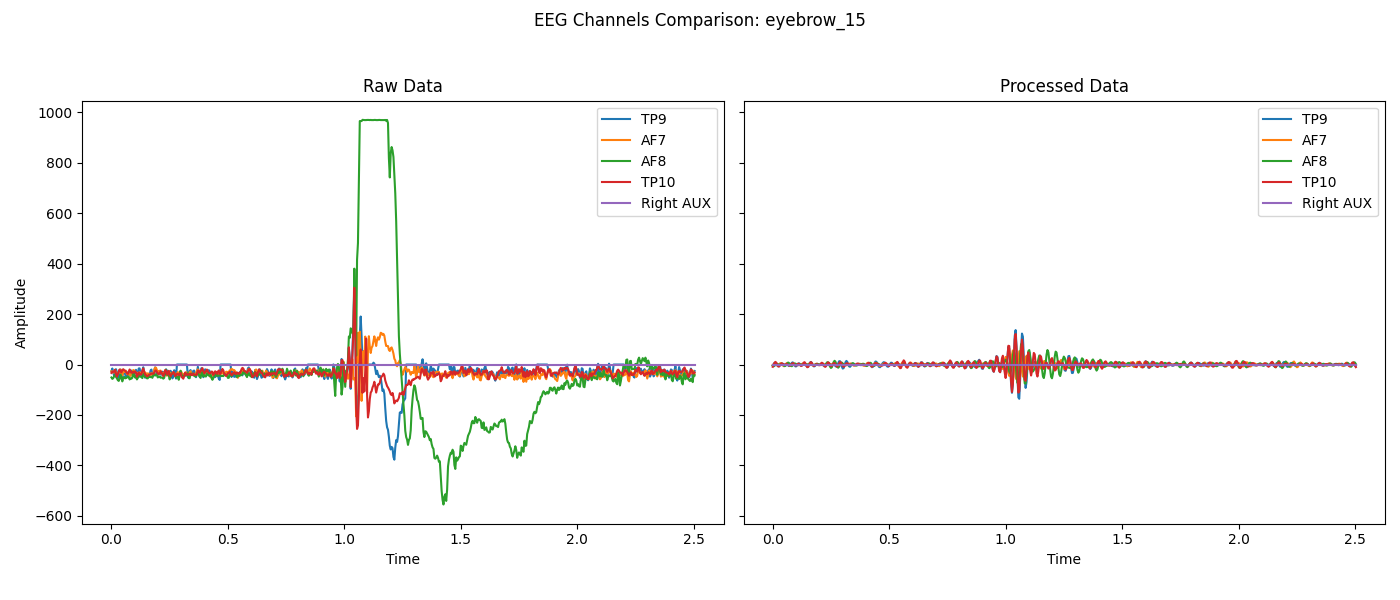 EEG Channels Comparison: eyebrow_15
Raw Data
Processed Data
1000
800
600
400
200
0
−200
−400
−600
Amplitude
0.0
0.5
1.0
1.5
2.0
2.5
Time
TP9
AF7
AF8
TP10
Right AUX
0.0
0.5
1.0
1.5
2.0
2.5
Time
TP9
AF7
AF8
TP10
Right AUX